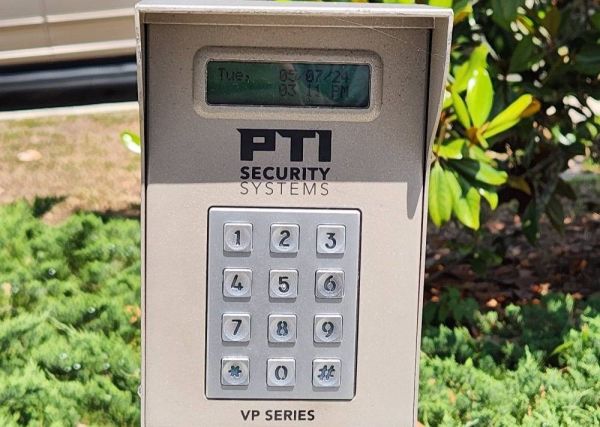 Tue, 05/07/24
03 11 PM
PTI
SECURITY
SYSTEMS
1 2 3
4 5 6
7 8 9
* 0 #
VP SERIES